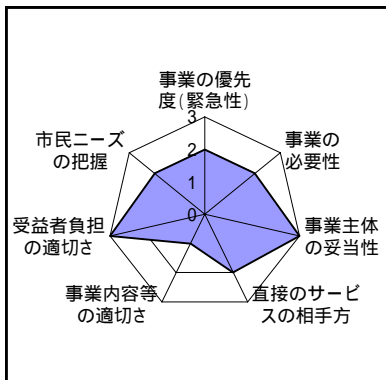 事業の優先
度(緊急性)
3
2
1
0
市民ニーズ
の把握
事業の
必要性
受益者負担
の適切さ
事業主体
の妥当性
事業内容等
の適切さ
直接のサービ
スの相手方